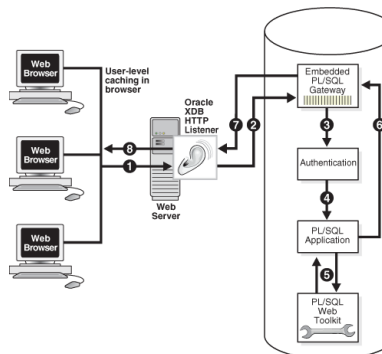 Web
Browser
User-level
caching in
browser
Web
Browser
Web
Browser
Oracle
XDB
HTTP
Listener
8
1
7
2
Web
Server
Embedded
PL/SQL
Gateway
3
6
Authentication
4
PL/SQL
Application
5
PL/SQL
Web
Toolkit